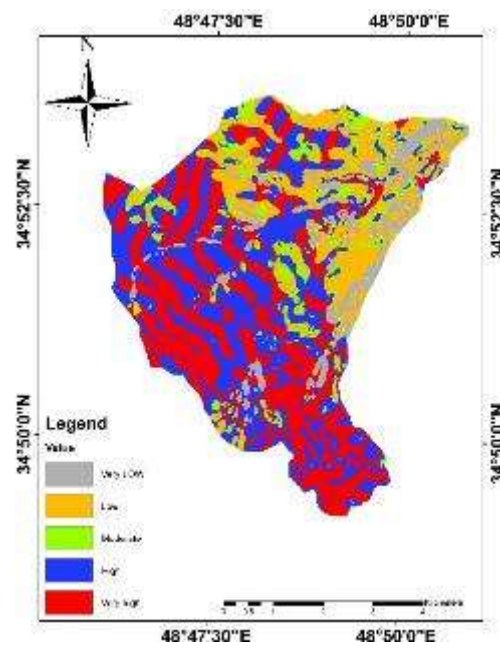 48°47'30"E 48°50'0"E
N
34°52'30"N 34°52'30"N
34°50'0"N 34°50'0"N
Legend
Value
Very LOW
Low
Moderate
High
Very high
48°47'30"E 48°50'0"E